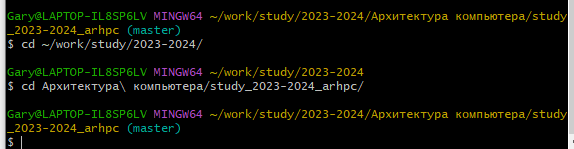 Gary@LAPTOP-IL8SP6LV MINGW64 ~/work/study/2023-2024/Архитектура компьютера/study
_2023-2024_arhpc (master)
$ cd ~/work/study/2023-2024/
Gary@LAPTOP-IL8SP6LV MINGW64 ~/work/study/2023-2024
$ cd Архитектура\ компьютера/study_2023-2024_arhpc/
Gary@LAPTOP-IL8SP6LV MINGW64 ~/work/study/2023-2024/Архитектура компьютера/study
_2023-2024_arhpc (master)
$